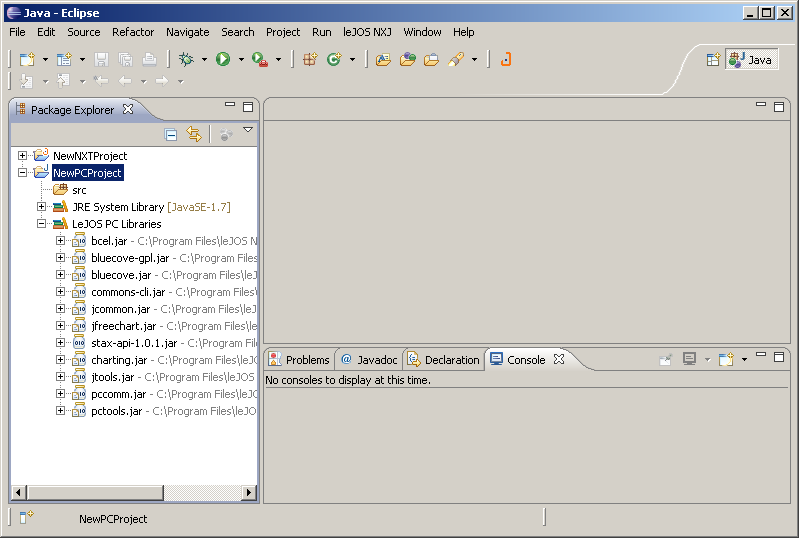 Java - Eclipse
File Edit Source Refactor Navigate Search Project Run leJOS NXJ Window Help
Java
Package Explorer
NewNXTProject
NewPCProject
src
JRE System Library [JavaSE-1.7]
LeJOS PC Libraries
bcel.jar - C:\Program Files\leJOS N
bluecove-gpl.jar - C:\Program Files
bluecove.jar - C:\Program Files\leJ
commons-cli.jar - C:\Program Files\
jcommon.jar - C:\Program Files\leJ
jfreechart.jar - C:\Program Files\le
stax-api-1.0.1.jar - C:\Program Fi
charting.jar - C:\Program Files\leJ
jtools.jar - C:\Program Files\leJOS
pccomm.jar - C:\Program Files\leJ
pctools.jar - C:\Program Files\leJO
Problems Javadoc Declaration Console
No consoles to display at this time.
NewPCProject